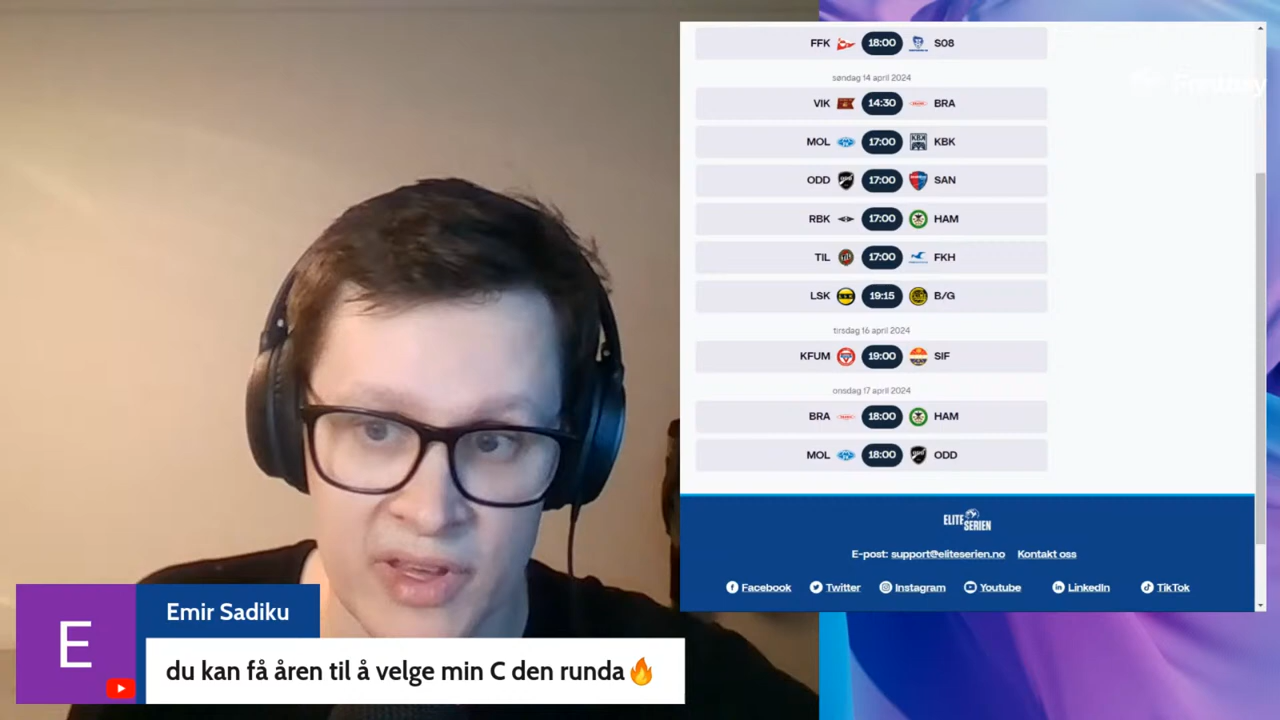 FFK 18:00 S08
søndag 14 april 2024
VIK 14:30 BRA
MOL 17:00 KBK
ODD 17:00 SAN
RBK 17:00 HAM
TIL 17:00 FKH
LSK 19:15 B/G
tirsdag 16 april 2024
KFUM 19:00 SIF
onsdag 17 april 2024
BRA 18:00 HAM
MOL 18:00 ODD
ELITE
SERIEN
E-post: support@eliteserien.no Kontakt oss
Facebook Twitter Instagram Youtube LinkedIn TikTok
E
Emir Sadiku
du kan få åren til å velge min C den runda🔥